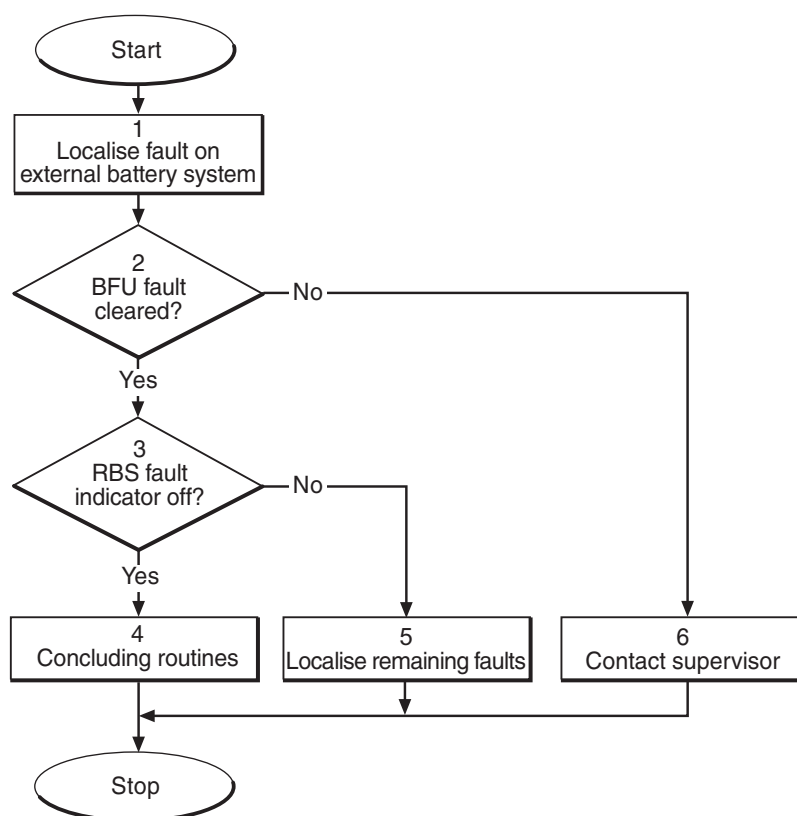 Start
1
Localise fault on
external battery system
2
BFU fault
cleared?
No
Yes
3
RBS fault
indicator off?
No
Yes
4
Concluding routines
5
Localise remaining faults
6
Contact supervisor
Stop